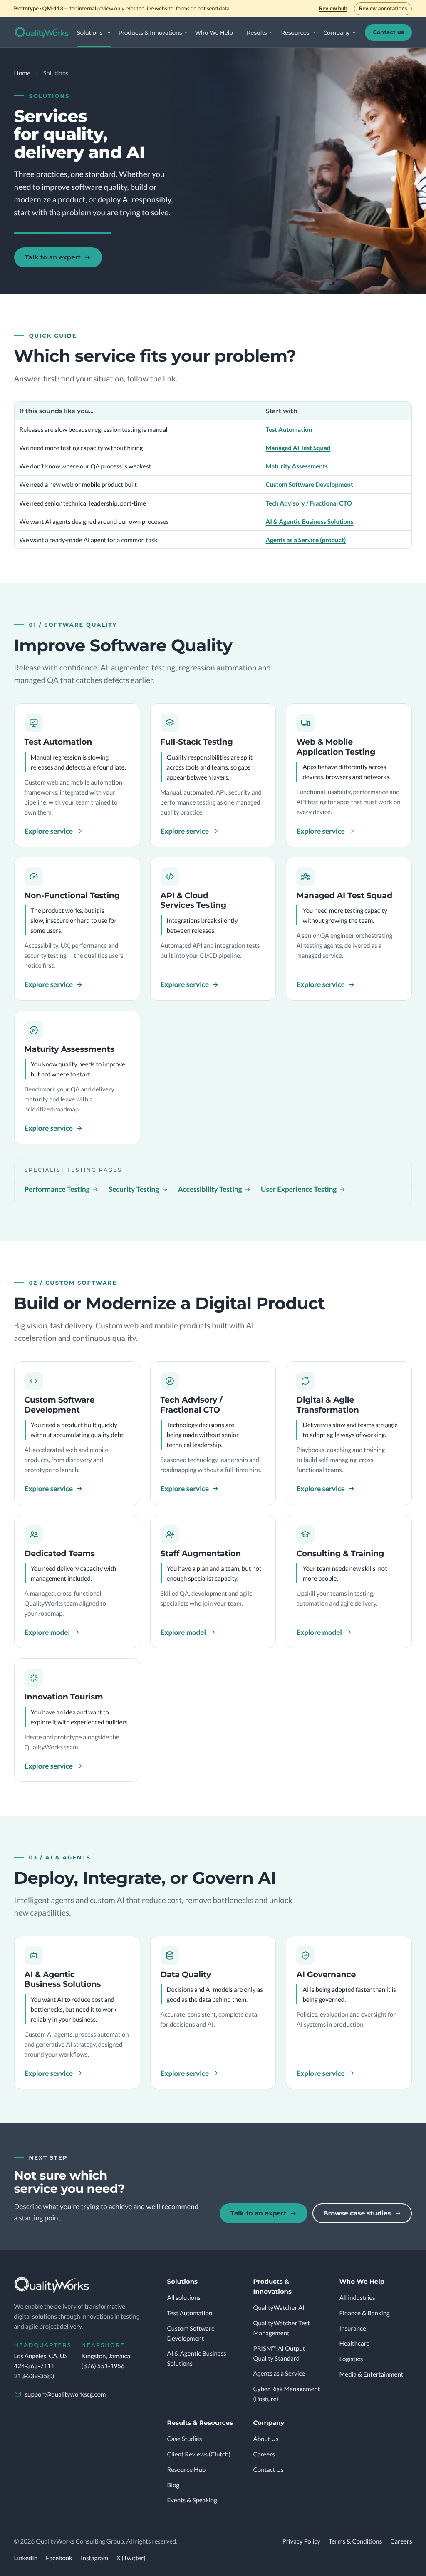 Prototype · QM-113 — for internal review only. Not the live website; forms do not send data.
Review hub
Review annotations
QualityWorks
Solutions
Products & Innovations
Who We Help
Results
Resources
Company
Contact us
Home
Solutions
SOLUTIONS
Services
for quality,
delivery and AI
Three practices, one standard. Whether you
need to improve software quality, build or
modernize a product, or deploy AI responsibly,
start with the problem you are trying to solve.
Talk to an expert →
QUICK GUIDE
Which service fits your problem?
Answer-first: find your situation, follow the link.
If this sounds like you…
Start with
Releases are slow because regression testing is manual
Test Automation
We need more testing capacity without hiring
Managed AI Test Squad
We don't know where our QA process is weakest
Maturity Assessments
We need a new web or mobile product built
Custom Software Development
We need senior technical leadership, part-time
Tech Advisory / Fractional CTO
We want AI agents designed around our own processes
AI & Agentic Business Solutions
We want a ready-made AI agent for a common task
Agents as a Service (product)
01 / SOFTWARE QUALITY
Improve Software Quality
Release with confidence. AI-augmented testing, regression automation and
managed QA that catches defects earlier.
Test Automation
Manual regression is slowing
releases and defects are found late.
Custom web and mobile automation
frameworks, integrated with your
pipeline, with your team trained to
own them.
Explore service →
Full-Stack Testing
Quality responsibilities are split
across tools and teams, so gaps
appear between layers.
Manual, automated, API, security and
performance testing as one managed
quality practice.
Explore service →
Web & Mobile
Application Testing
Apps behave differently across
devices, browsers and networks.
Functional, usability, performance and
API testing for apps that must work on
every device.
Explore service →
Non-Functional Testing
The product works, but it is
slow, insecure or hard to use for
some users.
Accessibility, UX, performance and
security testing — the qualities users
notice first.
Explore service →
API & Cloud
Services Testing
Integrations break silently
between releases.
Automated API and integration tests
built into your CI/CD pipeline.
Explore service →
Managed AI Test Squad
You need more testing capacity
without growing the team.
A senior QA engineer orchestrating
AI testing agents, delivered as a
managed service.
Explore service →
Maturity Assessments
You know quality needs to improve
but not where to start.
Benchmark your QA and delivery
maturity and leave with a
prioritized roadmap.
Explore service →
SPECIALIST TESTING PAGES
Performance Testing →
Security Testing →
Accessibility Testing →
User Experience Testing →
02 / CUSTOM SOFTWARE
Build or Modernize a Digital Product
Big vision, fast delivery. Custom web and mobile products built with AI
acceleration and continuous quality.
Custom Software
Development
You need a product built quickly
without accumulating quality debt.
AI-accelerated web and mobile
products, from discovery and
prototype to launch.
Explore service →
Tech Advisory /
Fractional CTO
Technology decisions are
being made without senior
technical leadership.
Seasoned technology leadership and
roadmapping without a full-time hire.
Explore service →
Digital & Agile
Transformation
Delivery is slow and teams struggle
to adopt agile ways of working.
Playbooks, coaching and training
to build self-managing, cross-
functional teams.
Explore service →
Dedicated Teams
You need delivery capacity with
management included.
A managed, cross-functional
QualityWorks team aligned to
your roadmap.
Explore model →
Staff Augmentation
You have a plan and a team, but not
enough specialist capacity.
Skilled QA, development and agile
specialists who join your team.
Explore model →
Consulting & Training
Your team needs new skills, not
more people.
Upskill your teams in testing,
automation and agile delivery.
Explore model →
Innovation Tourism
You have an idea and want to
explore it with experienced builders.
Ideate and prototype alongside the
QualityWorks team.
Explore service →
03 / AI & AGENTS
Deploy, Integrate, or Govern AI
Intelligent agents and custom AI that reduce cost, remove bottlenecks and unlock
new capabilities.
AI & Agentic
Business Solutions
You want AI to reduce cost and
bottlenecks, but need it to work
reliably in your business.
Custom AI agents, process automation
and generative AI strategy, designed
around your workflows.
Explore service →
Data Quality
Decisions and AI models are only as
good as the data behind them.
Accurate, consistent, complete data
for decisions and AI.
Explore service →
AI Governance
AI is being adopted faster than it is
being governed.
Policies, evaluation and oversight for
AI systems in production.
Explore service →
NEXT STEP
Not sure which
service you need?
Describe what you're trying to achieve and we'll recommend
a starting point.
Talk to an expert →
Browse case studies →
QualityWorks
We enable the delivery of transformative
digital solutions through innovations in testing
and agile project delivery.
HEADQUARTERS
Los Angeles, CA, US
424-363-7111
213-239-3583
NEARSHORE
Kingston, Jamaica
(876) 551-1956
support@qualityworkscg.com
Solutions
All solutions
Test Automation
Custom Software
Development
AI & Agentic Business
Solutions
Products &
Innovations
QualityWatcher AI
QualityWatcher Test
Management
PRISM™ AI Output
Quality Standard
Agents as a Service
Cyber Risk Management
(Posture)
Who We Help
All industries
Finance & Banking
Insurance
Healthcare
Logistics
Media & Entertainment
Results & Resources
Case Studies
Client Reviews (Clutch)
Resource Hub
Blog
Events & Speaking
Company
About Us
Careers
Contact Us
© 2026 QualityWorks Consulting Group. All rights reserved.
Privacy Policy
Terms & Conditions
Careers
LinkedIn
Facebook
Instagram
X (Twitter)